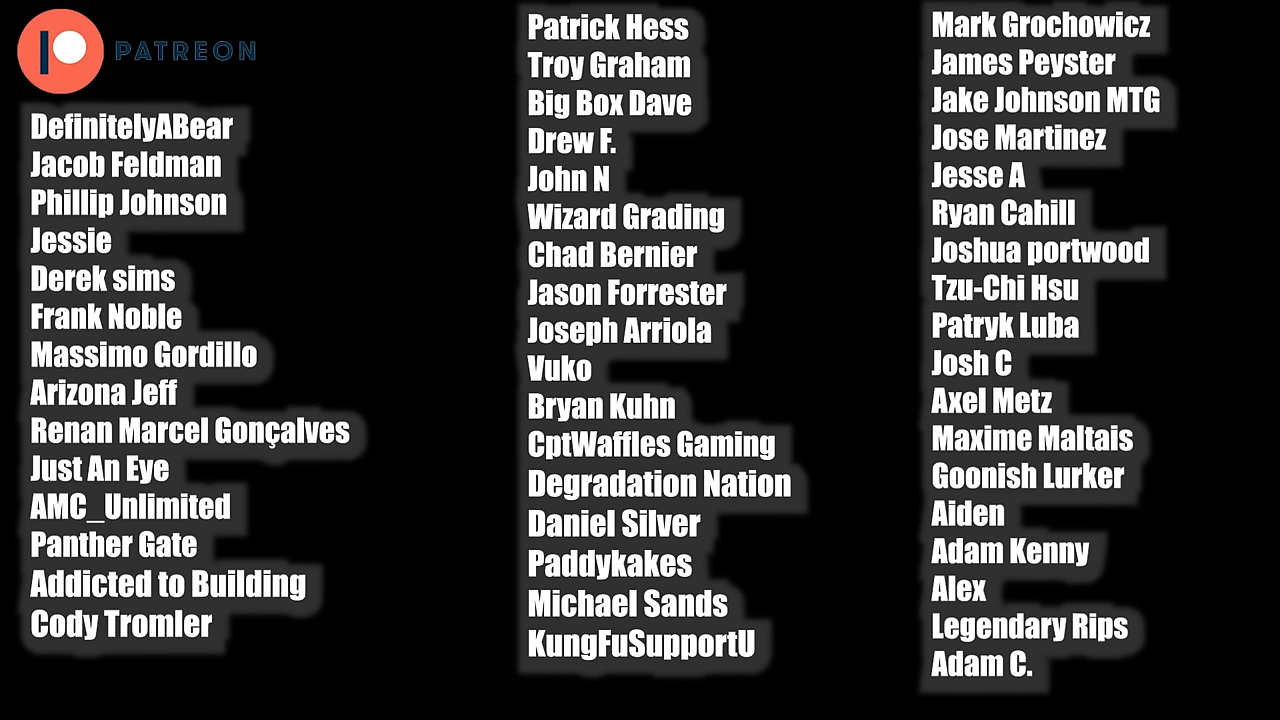 PATREON
DefinitelyABear
Jacob Feldman
Phillip Johnson
Jessie
Derek sims
Frank Noble
Massimo Gordillo
Arizona Jeff
Renan Marcel Gonçalves
Just An Eye
AMC_Unlimited
Panther Gate
Addicted to Building
Cody Tromler
Patrick Hess
Troy Graham
Big Box Dave
Drew F.
John N
Wizard Grading
Chad Bernier
Jason Forrester
Joseph Arriola
Vuko
Bryan Kuhn
CptWaffles Gaming
Degradation Nation
Daniel Silver
Paddykakes
Michael Sands
KungFuSupportU
Mark Grochowicz
James Peyster
Jake Johnson MTG
Jose Martinez
Jesse A
Ryan Cahill
Joshua portwood
Tzu-Chi Hsu
Patryk Luba
Josh C
Axel Metz
Maxime Maltais
Goonish Lurker
Aiden
Adam Kenny
Alex
Legendary Rips
Adam C.